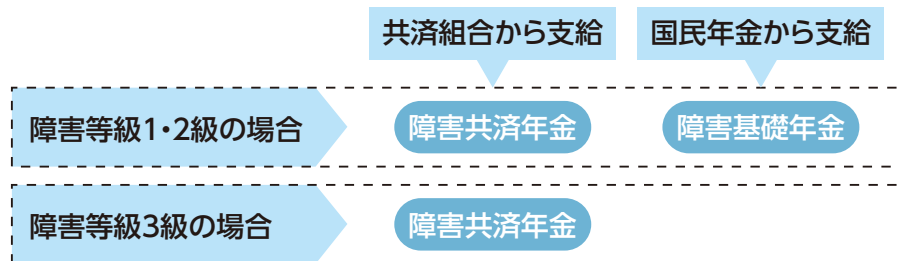 共済組合から支給
国民年金から支給
障害等級1・2級の場合
障害共済年金
障害基礎年金
障害等級3級の場合
障害共済年金